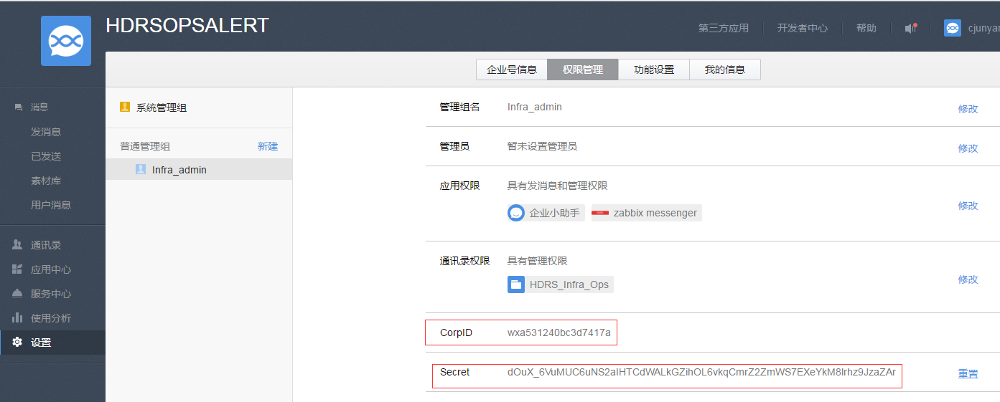 HDRSOPSALERT
第三方应用 开发者中心 帮助 cjunyan
企业号信息 权限管理 功能设置 我的信息
消息
发消息
已发送
素材库
用户消息
通讯录
应用中心
服务中心
使用分析
设置
系统管理组
普通管理组 新建
Infra_admin
管理组名 Infra_admin 修改
管理员 暂未设置管理员 修改
应用权限 具有发消息和管理权限 修改
企业小助手 zabbix messenger
通讯录权限 具有管理权限 修改
HDRS_Infra_Ops
CorpID wxa531240bc3d7417a
Secret dOuX_6VuMUC6uNS2aIHTCdWALkGZihOL6vkqCmrZ2ZmWS7EXeYkM8Irhz9JzaZAr 重置